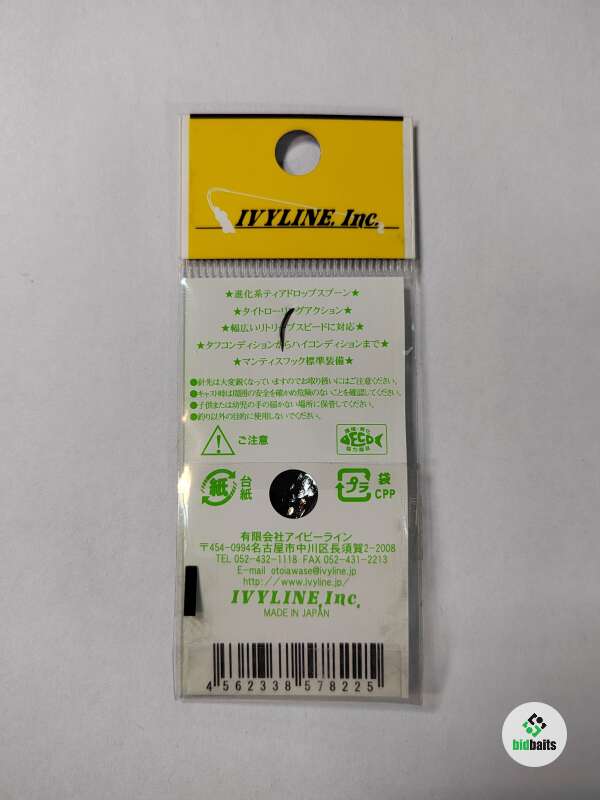 IVYLINE, Inc.
★進化系ティアドロップスプーン★
★タイトローリングアクション★
★幅広いリトリーブスピードに対応★
★タフコンディションからハイコンディションまで★
★マンティスフック標準装備★
●針先は大変鋭くなっていますのでお取り扱いにはご注意ください。
●キャスト時は周囲の安全を確かめ危険のないことを確認してください。
●子供または幼児の手の届かない場所に保管してください。
●釣り以外の目的に使用しないでください。
ご注意
ECO
紙
台紙
プラ
袋
CPP
有限会社アイビーライン
〒454-0994名古屋市中川区長須賀2-2008
TEL 052-432-1118 FAX 052-431-2213
E-mail otoiawase@ivyline.jp
http://www.ivyline.jp/
IVYLINE, Inc.
MADE IN JAPAN
4562338578225
bidbaits